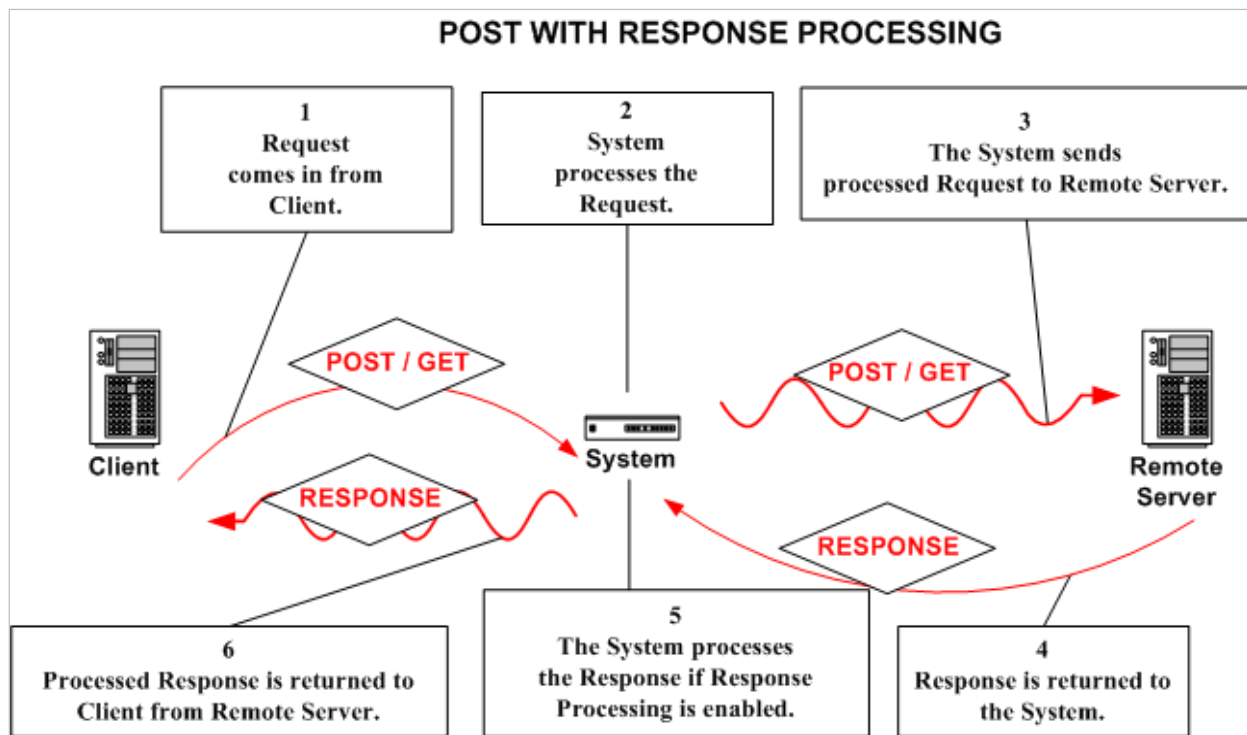 POST WITH RESPONSE PROCESSING
1
Request
comes in from
Client.
2
System
processes the
Request.
3
The System sends
processed Request to Remote Server.
POST / GET
POST / GET
Client
System
Remote
Server
RESPONSE
RESPONSE
6
Processed Response is returned to
Client from Remote Server.
5
The System processes
the Response if Response
Processing is enabled.
4
Response is returned to
the System.